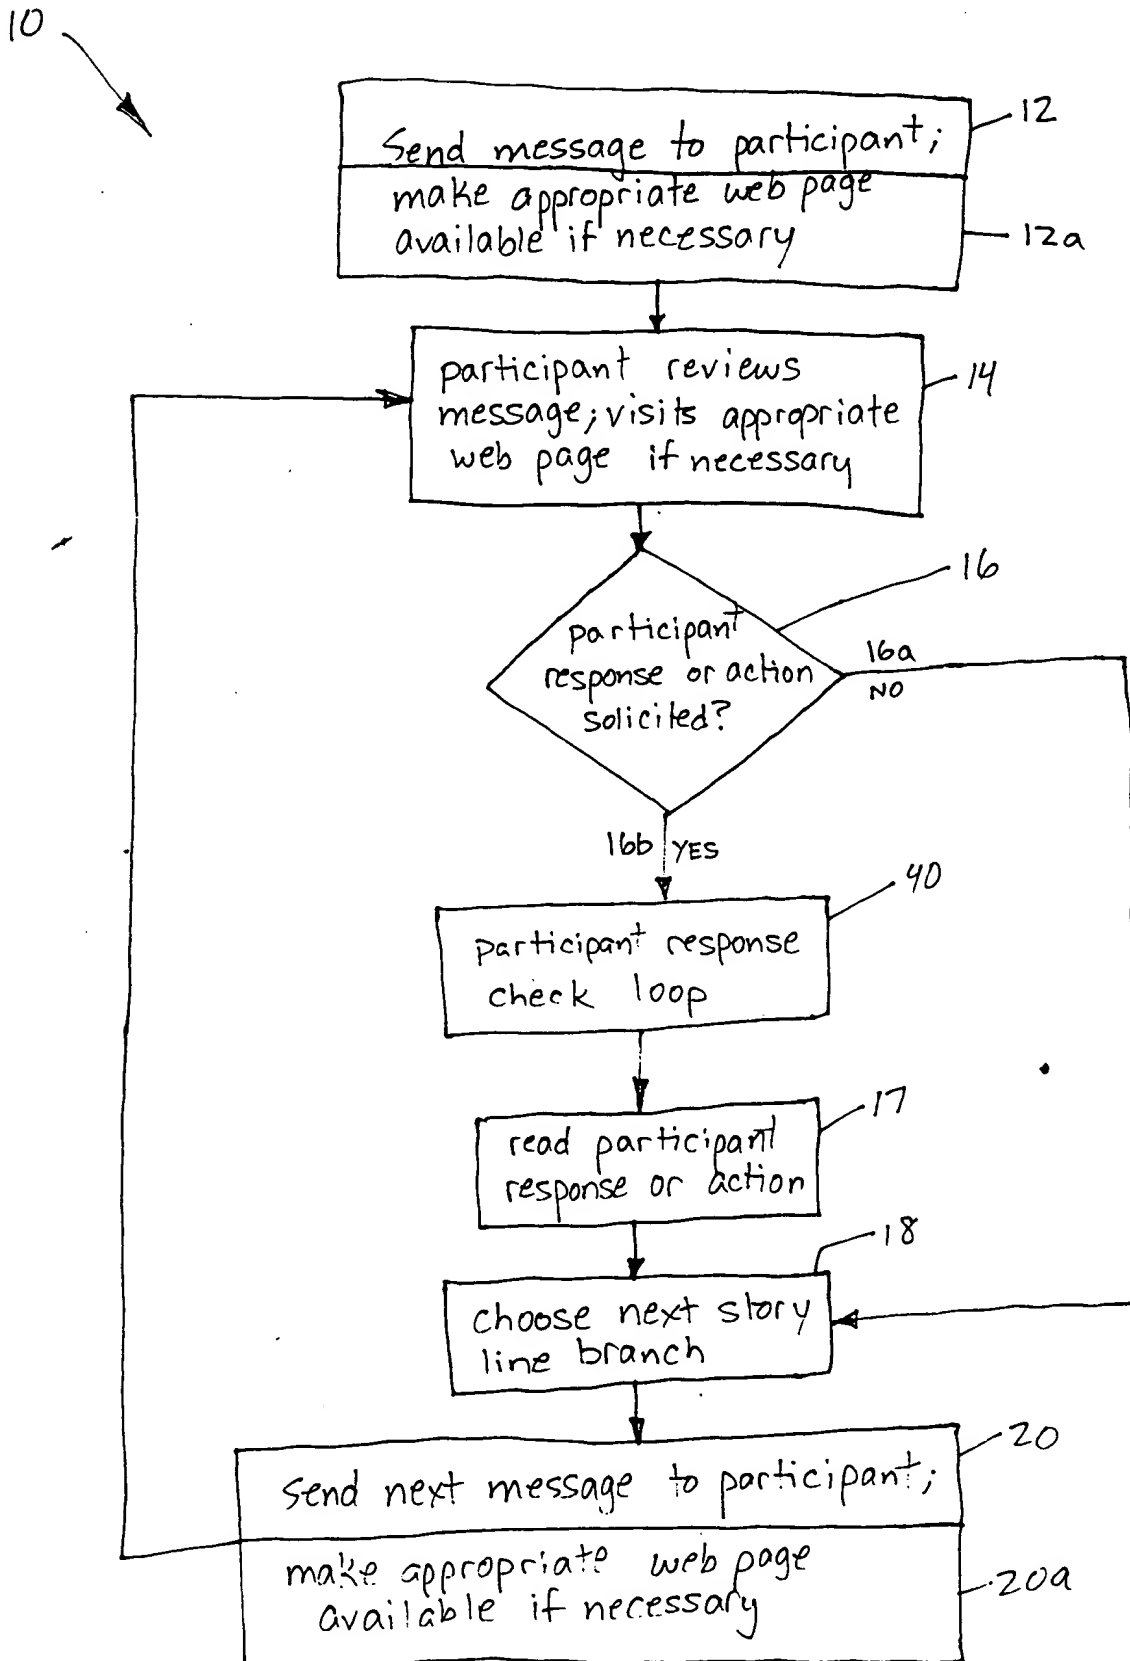 10
Send message to participant;
12
make appropriate web page
available if necessary
12a
participant reviews
message; visits appropriate
web page if necessary
14
participant
response or action
solicited?
16
16a
NO
16b YES
participant response
check loop
40
read participant
response or action
17
choose next story
line branch
18
Send next message to participant;
20
make appropriate web page
available if necessary
20a